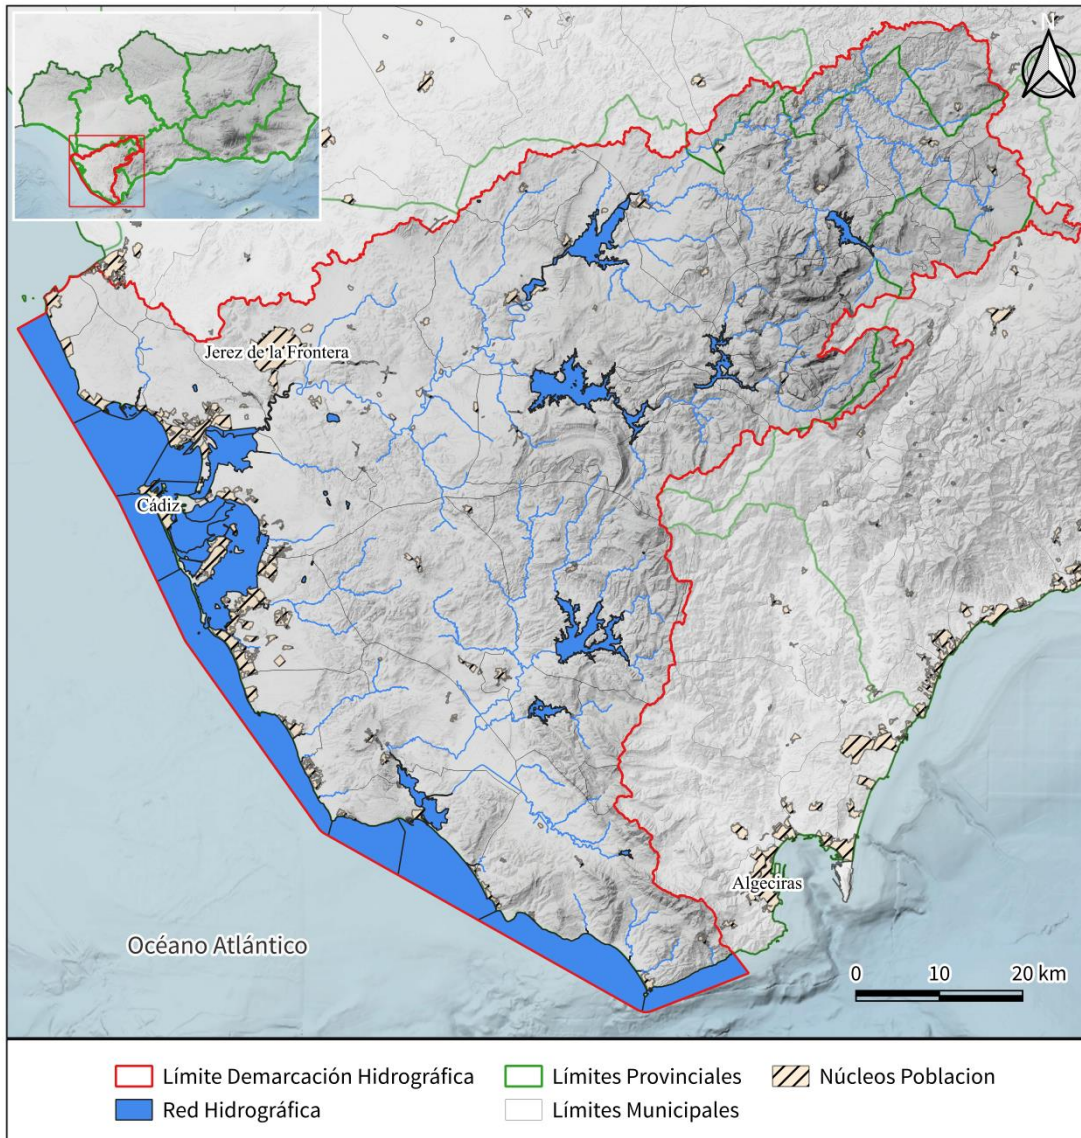 N
Jerez de la Frontera
Cádiz
Algeciras
Océano Atlántico
0 10 20 km
Límite Demarcación Hidrográfica
Límites Provinciales
Núcleos Poblacion
Red Hidrográfica
Límites Municipales